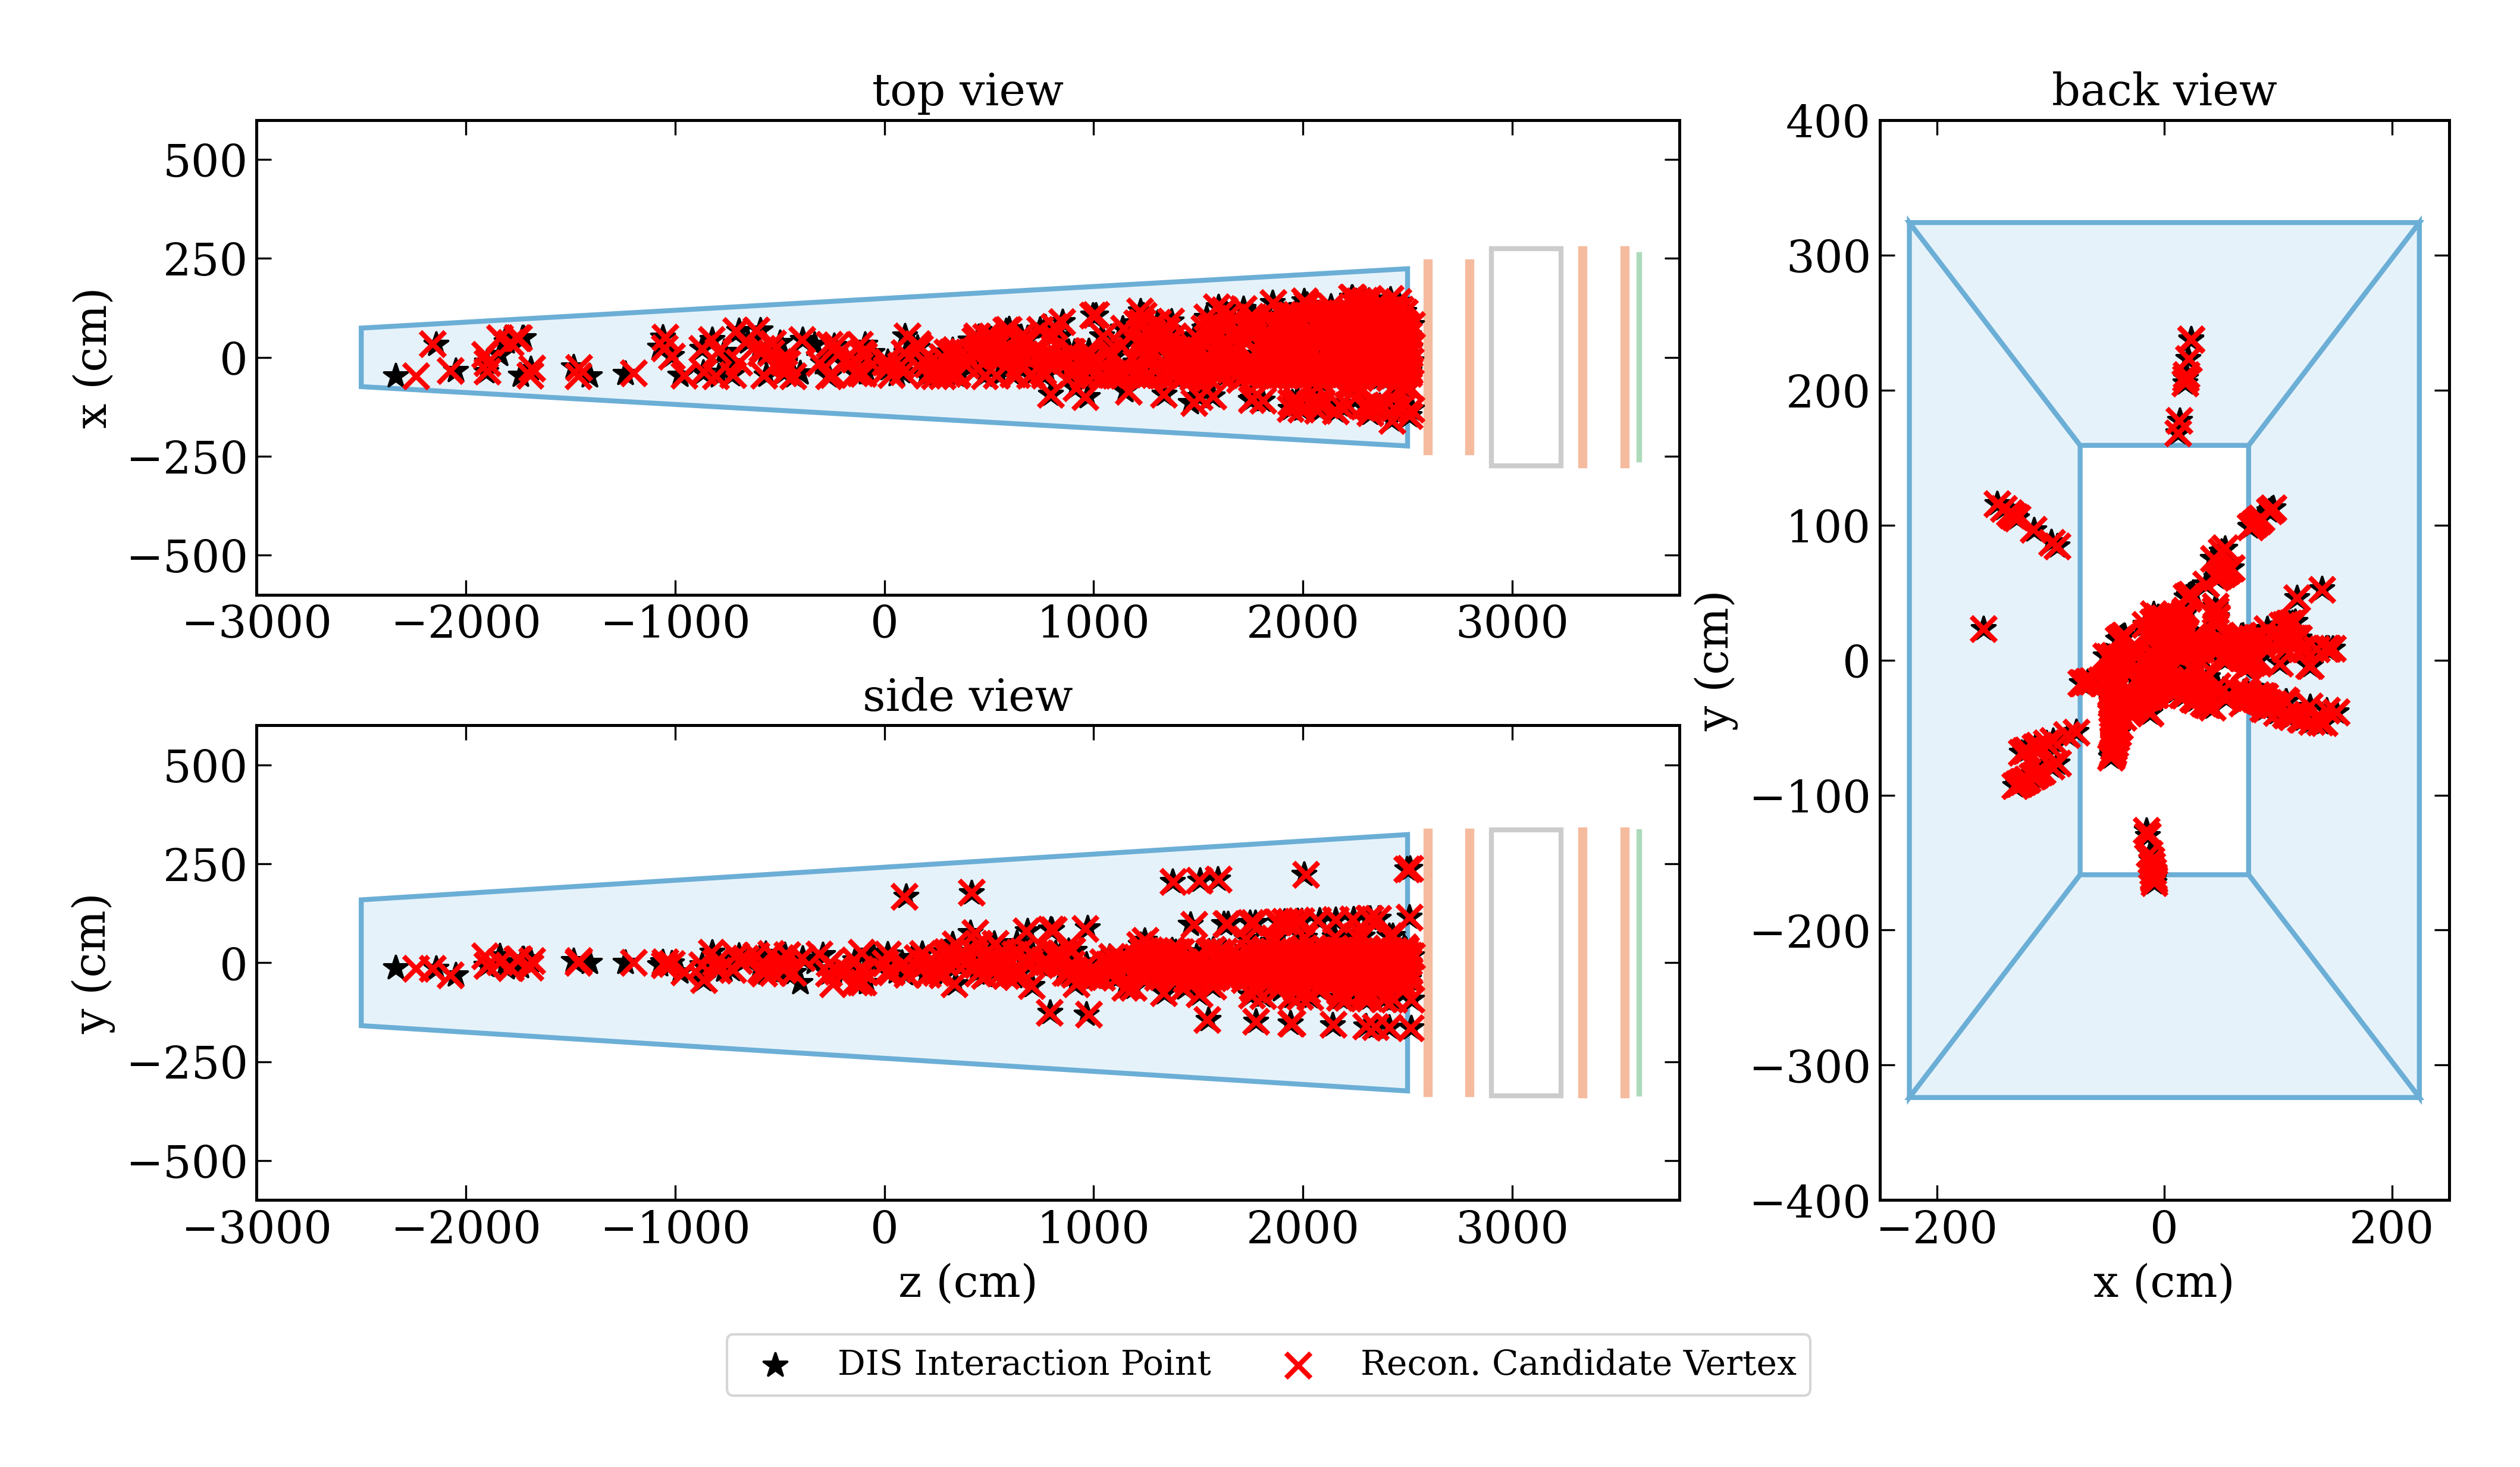 top view
500
250
0
−250
−500
x (cm)
−3000 −2000 −1000 0 1000 2000 3000
side view
500
250
0
−250
−500
y (cm)
−3000 −2000 −1000 0 1000 2000 3000
z (cm)
back view
400
300
200
100
0
−100
−200
−300
−400
y (cm)
−200 0 200
x (cm)
DIS Interaction Point Recon. Candidate Vertex